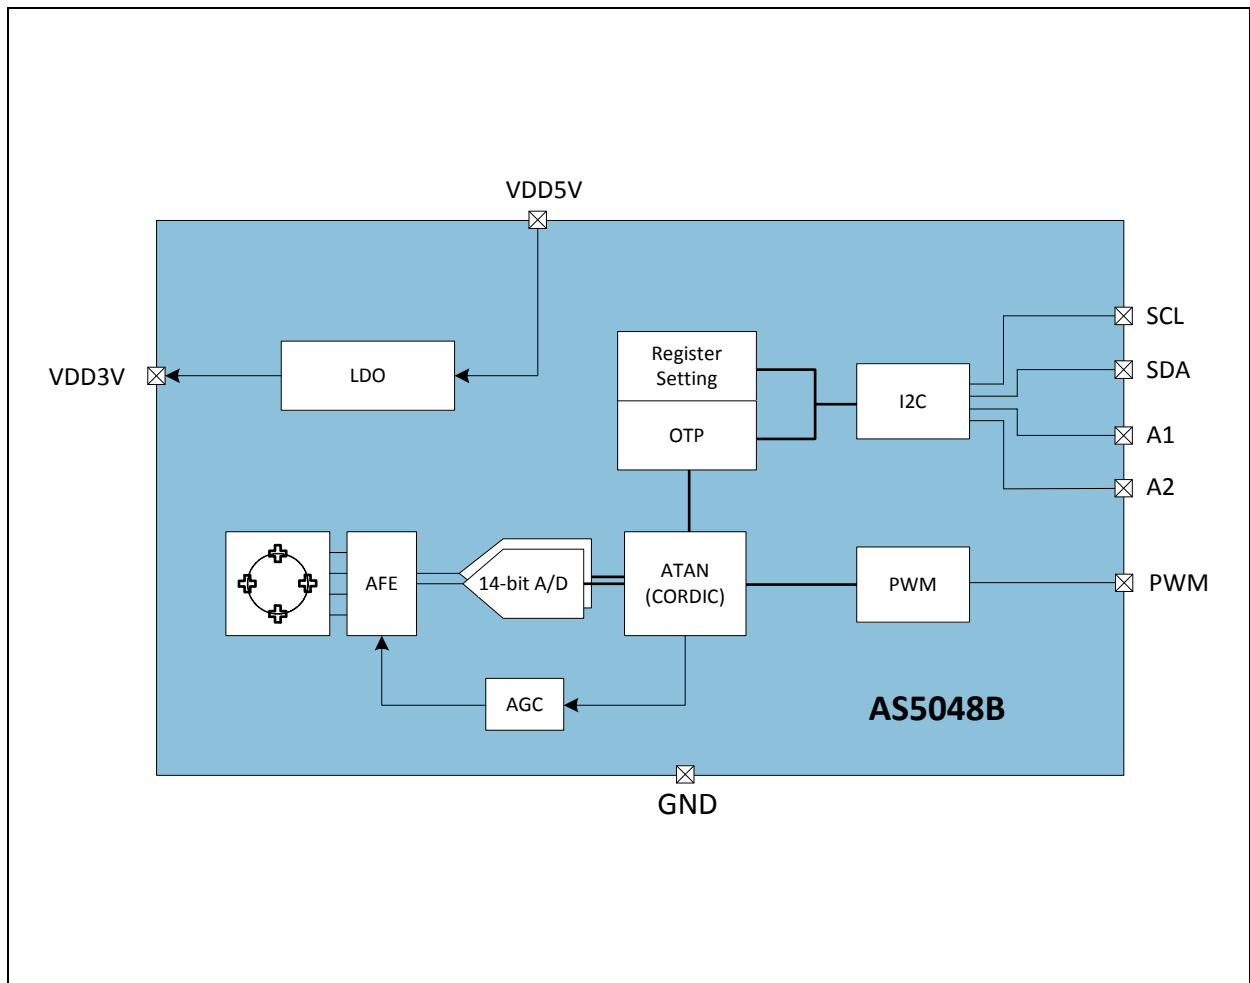 VDD5V
SCL
Register
Setting
SDA
VDD3V
LDO
I2C
OTP
A1
A2
AFE
14-bit A/D
ATAN
(CORDIC)
PWM
PWM
AGC
AS5048B
GND